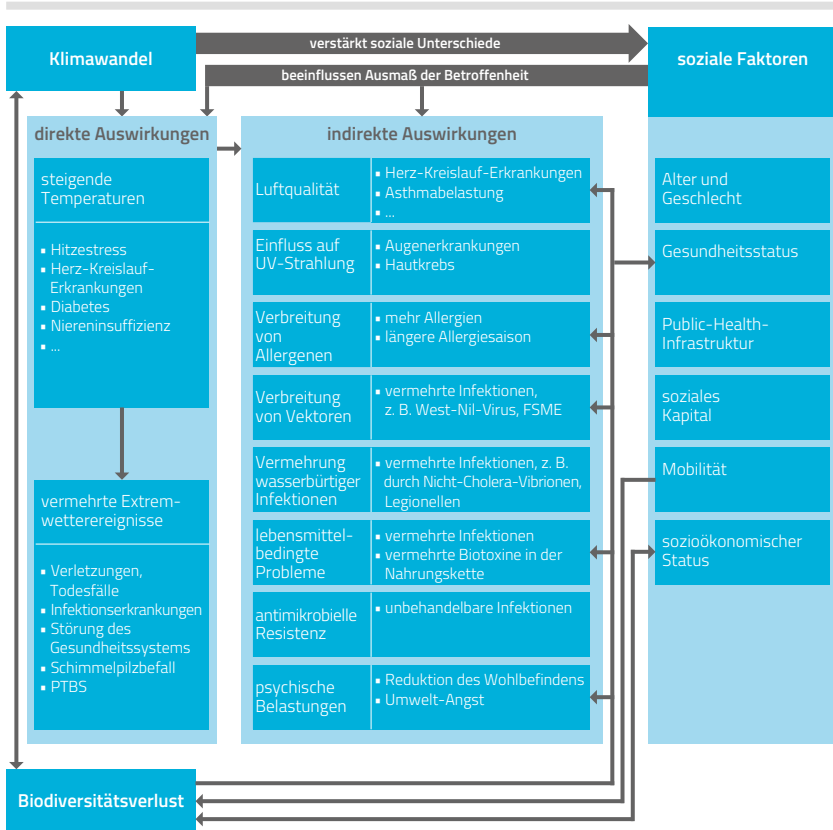 Klimawandel
verstärkt soziale Unterschiede
beeinflussen Ausmaß der Betroffenheit
soziale Faktoren
direkte Auswirkungen
steigende
Temperaturen
▪ Hitzestress
▪ Herz-Kreislauf-
Erkrankungen
▪ Diabetes
▪ Niereninsuffizienz
▪ ...
vermehrte Extrem-
wetterereignisse
▪ Verletzungen,
Todesfälle
▪ Infektionserkrankungen
▪ Störung des
Gesundheitssystems
▪ Schimmelpilzbefall
▪ PTBS
indirekte Auswirkungen
Luftqualität
▪ Herz-Kreislauf-Erkrankungen
▪ Asthmabelastung
▪ ...
Einfluss auf
UV-Strahlung
▪ Augenerkrankungen
▪ Hautkrebs
Verbreitung
von
Allergenen
▪ mehr Allergien
▪ längere Allergiesaison
Verbreitung
von Vektoren
▪ vermehrte Infektionen,
z. B. West-Nil-Virus, FSME
Vermehrung
wasserbürtiger
Infektionen
▪ vermehrte Infektionen, z. B.
durch Nicht-Cholera-Vibrionen,
Legionellen
lebensmittel-
bedingte
Probleme
▪ vermehrte Infektionen
▪ vermehrte Biotoxine in der
Nahrungskette
antimikrobielle
Resistenz
▪ unbehandelbare Infektionen
psychische
Belastungen
▪ Reduktion des Wohlbefindens
▪ Umwelt-Angst
Alter und
Geschlecht
Gesundheitsstatus
Public-Health-
Infrastruktur
soziales
Kapital
Mobilität
sozioökonomischer
Status
Biodiversitätsverlust